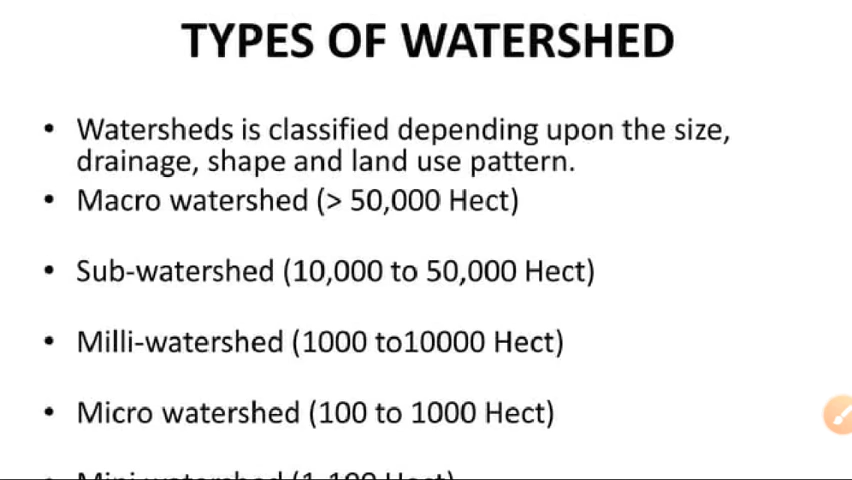 TYPES OF WATERSHED
• Watersheds is classified depending upon the size,
drainage, shape and land use pattern.
• Macro watershed (> 50,000 Hect)
• Sub-watershed (10,000 to 50,000 Hect)
• Milli-watershed (1000 to10000 Hect)
• Micro watershed (100 to 1000 Hect)
• Mini watershed (1-100 Hect)